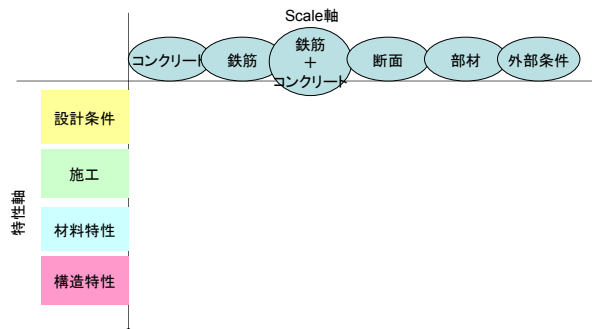 Scale軸
コンクリート
鉄筋
鉄筋
＋
コンクリート
断面
部材
外部条件
特性軸
設計条件
施工
材料特性
構造特性